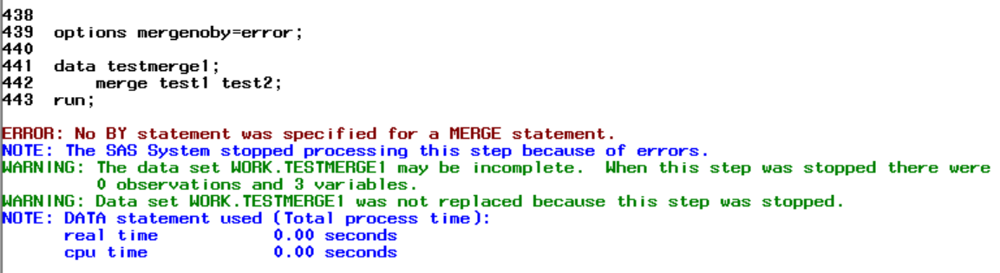 438
439  options mergenoby=error;
440
441  data testmerge1;
442      merge test1 test2;
443  run;
ERROR: No BY statement was specified for a MERGE statement.
NOTE: The SAS System stopped processing this step because of errors.
WARNING: The data set WORK.TESTMERGE1 may be incomplete.  When this step was stopped there were
         0 observations and 3 variables.
WARNING: Data set WORK.TESTMERGE1 was not replaced because this step was stopped.
NOTE: DATA statement used (Total process time):
      real time           0.00 seconds
      cpu time            0.00 seconds